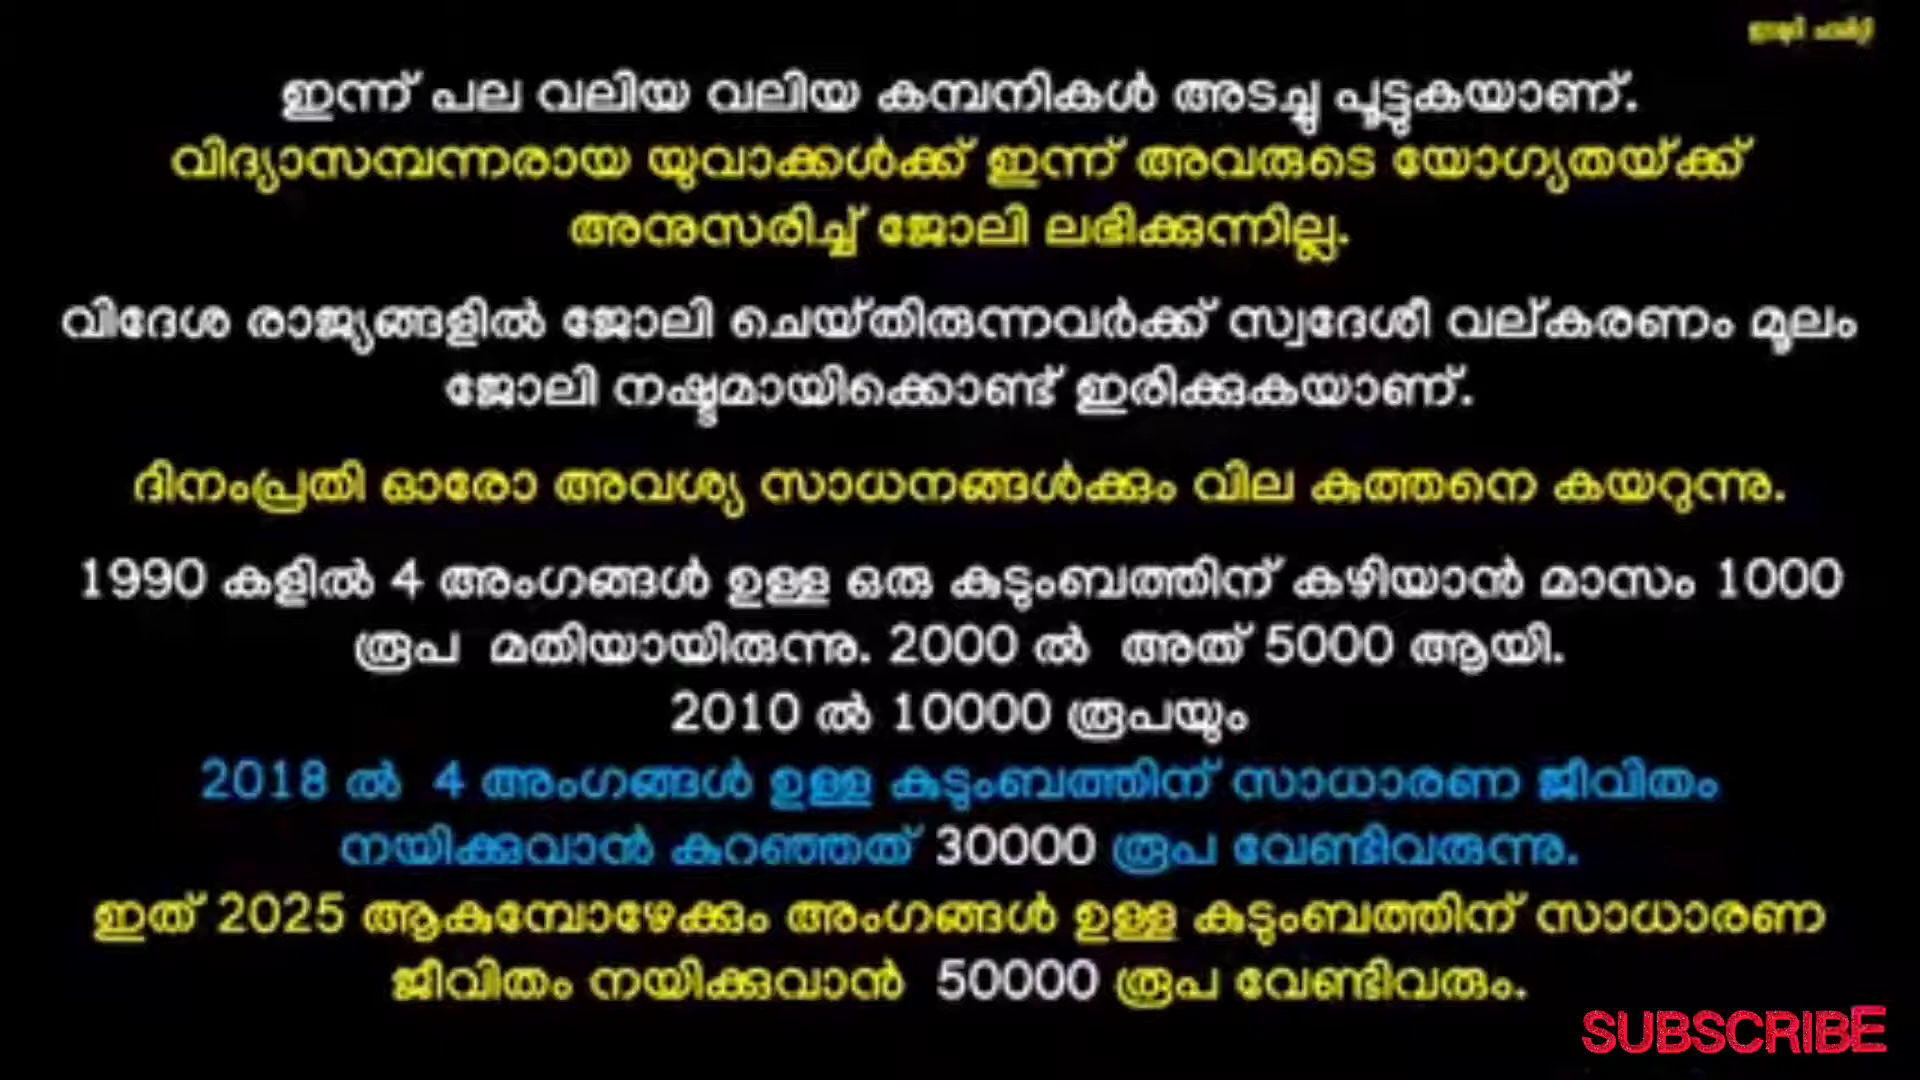 ഇന്ന് പല വലിയ വലിയ കമ്പനികൾ അടച്ചു പൂട്ടുകയാണ്.
വിദ്യാസമ്പന്നരായ യുവാക്കൾക്ക് ഇന്ന് അവരുടെ യോഗ്യതയ്ക്ക്
അനുസരിച്ച് ജോലി ലഭിക്കുന്നില്ല.
വിദേശ രാജ്യങ്ങളിൽ ജോലി ചെയ്തിരുന്നവർക്ക് സ്വദേശീ വല്കരണം മൂലം
ജോലി നഷ്ടമായിക്കൊണ്ട് ഇരിക്കുകയാണ്.
ദിനംപ്രതി ഓരോ അവശ്യ സാധനങ്ങൾക്കും വില കുത്തനെ കയറുന്നു.
1990 കളിൽ 4 അംഗങ്ങൾ ഉള്ള ഒരു കുടുംബത്തിന് കഴിയാൻ മാസം 1000
രൂപ മതിയായിരുന്നു. 2000 ൽ അത് 5000 ആയി.
2010 ൽ 10000 രൂപയും
2018 ൽ 4 അംഗങ്ങൾ ഉള്ള കുടുംബത്തിന് സാധാരണ ജീവിതം
നയിക്കുവാൻ കുറഞ്ഞത് 30000 രൂപ വേണ്ടിവരുന്നു.
ഇത് 2025 ആകുമ്പോഴേക്കും അംഗങ്ങൾ ഉള്ള കുടുംബത്തിന് സാധാരണ
ജീവിതം നയിക്കുവാൻ 50000 രൂപ വേണ്ടിവരും.
SUBSCRIBE